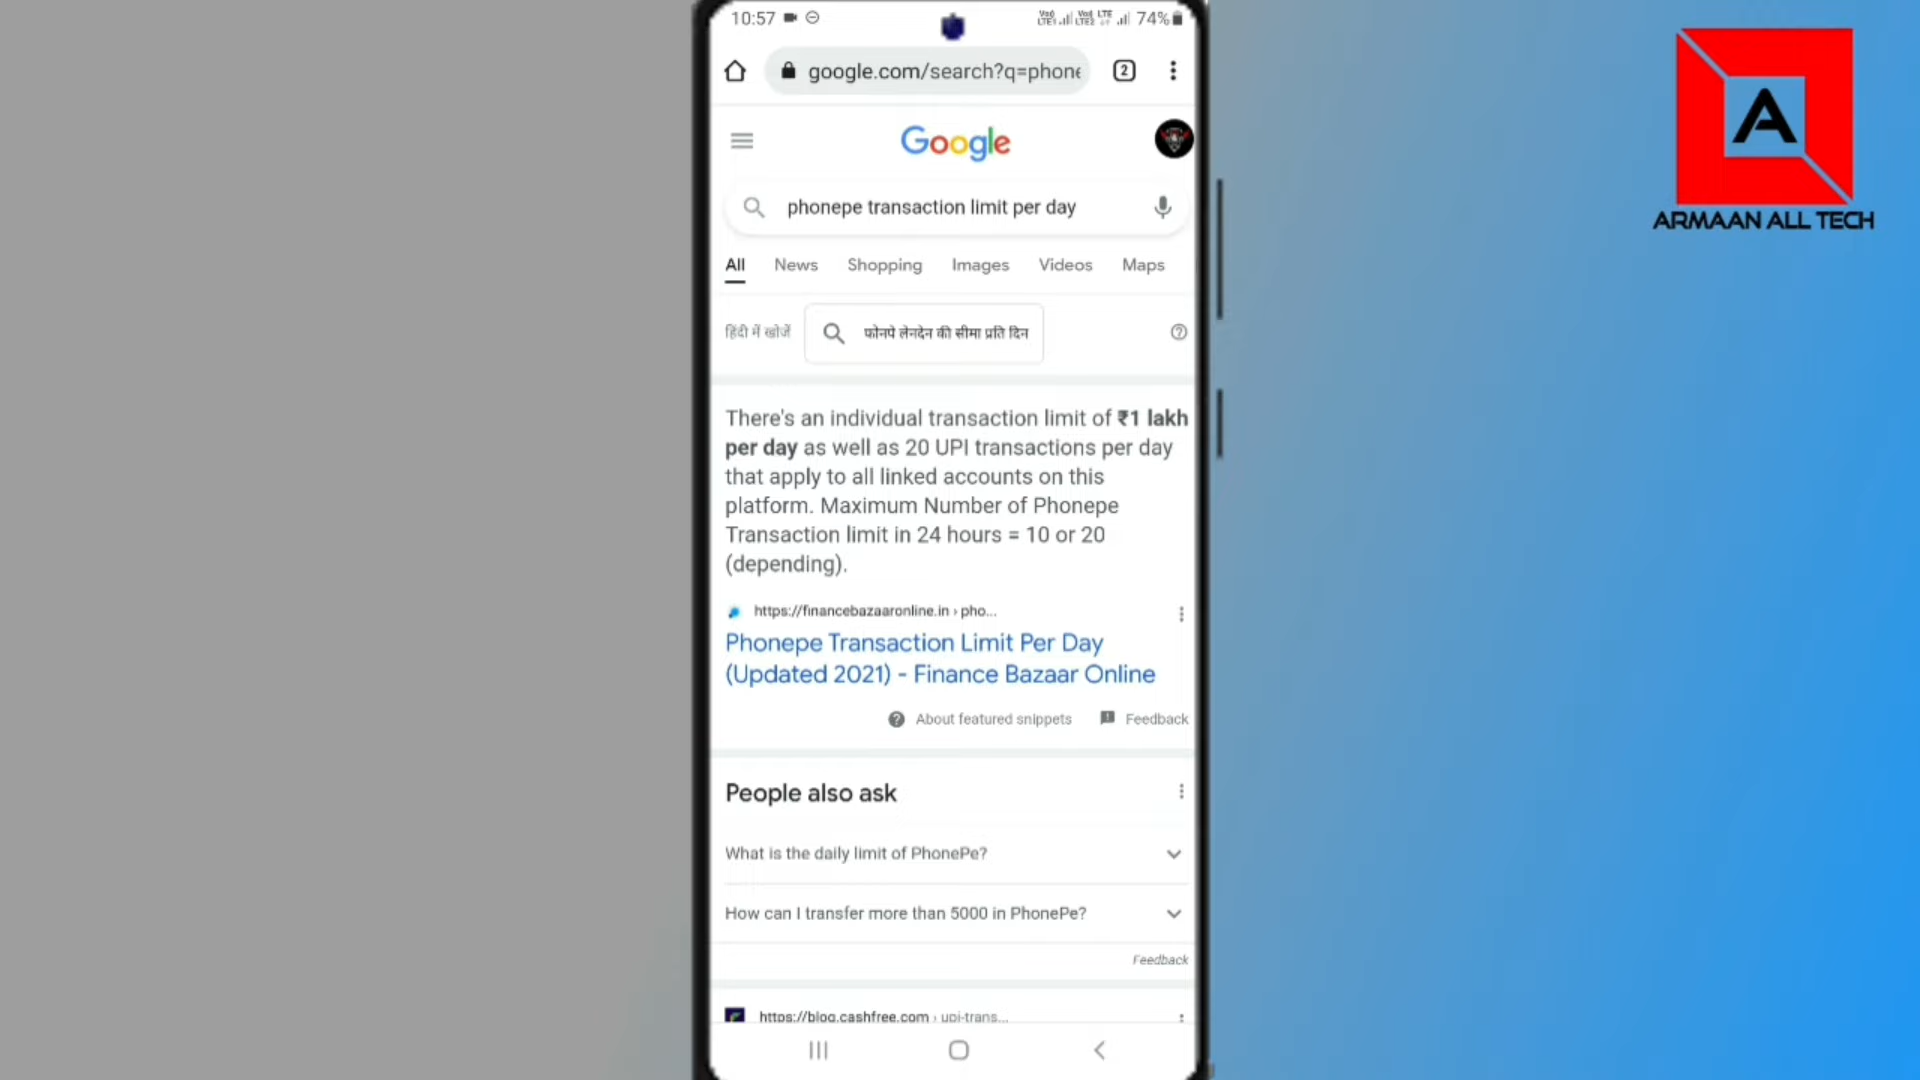 10:57
74%
google.com/search?q=phone
2
Google
phonepe transaction limit per day
All News Shopping Images Videos Maps
हिंदी में खोजें
फोनपे लेनदेन की सीमा प्रति दिन
There's an individual transaction limit of ₹1 lakh
per day as well as 20 UPI transactions per day
that apply to all linked accounts on this
platform. Maximum Number of Phonepe
Transaction limit in 24 hours = 10 or 20
(depending).
https://financebazaaronline.in › pho...
Phonepe Transaction Limit Per Day
(Updated 2021) - Finance Bazaar Online
About featured snippets Feedback
People also ask
What is the daily limit of PhonePe?
How can I transfer more than 5000 in PhonePe?
Feedback
https://blog.cashfree.com › upi-trans...
A
ARMAAN ALL TECH